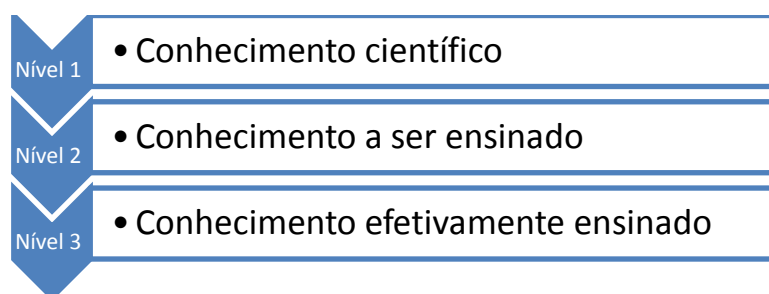 Nível 1
• Conhecimento científico
Nível 2
• Conhecimento a ser ensinado
Nível 3
• Conhecimento efetivamente ensinado